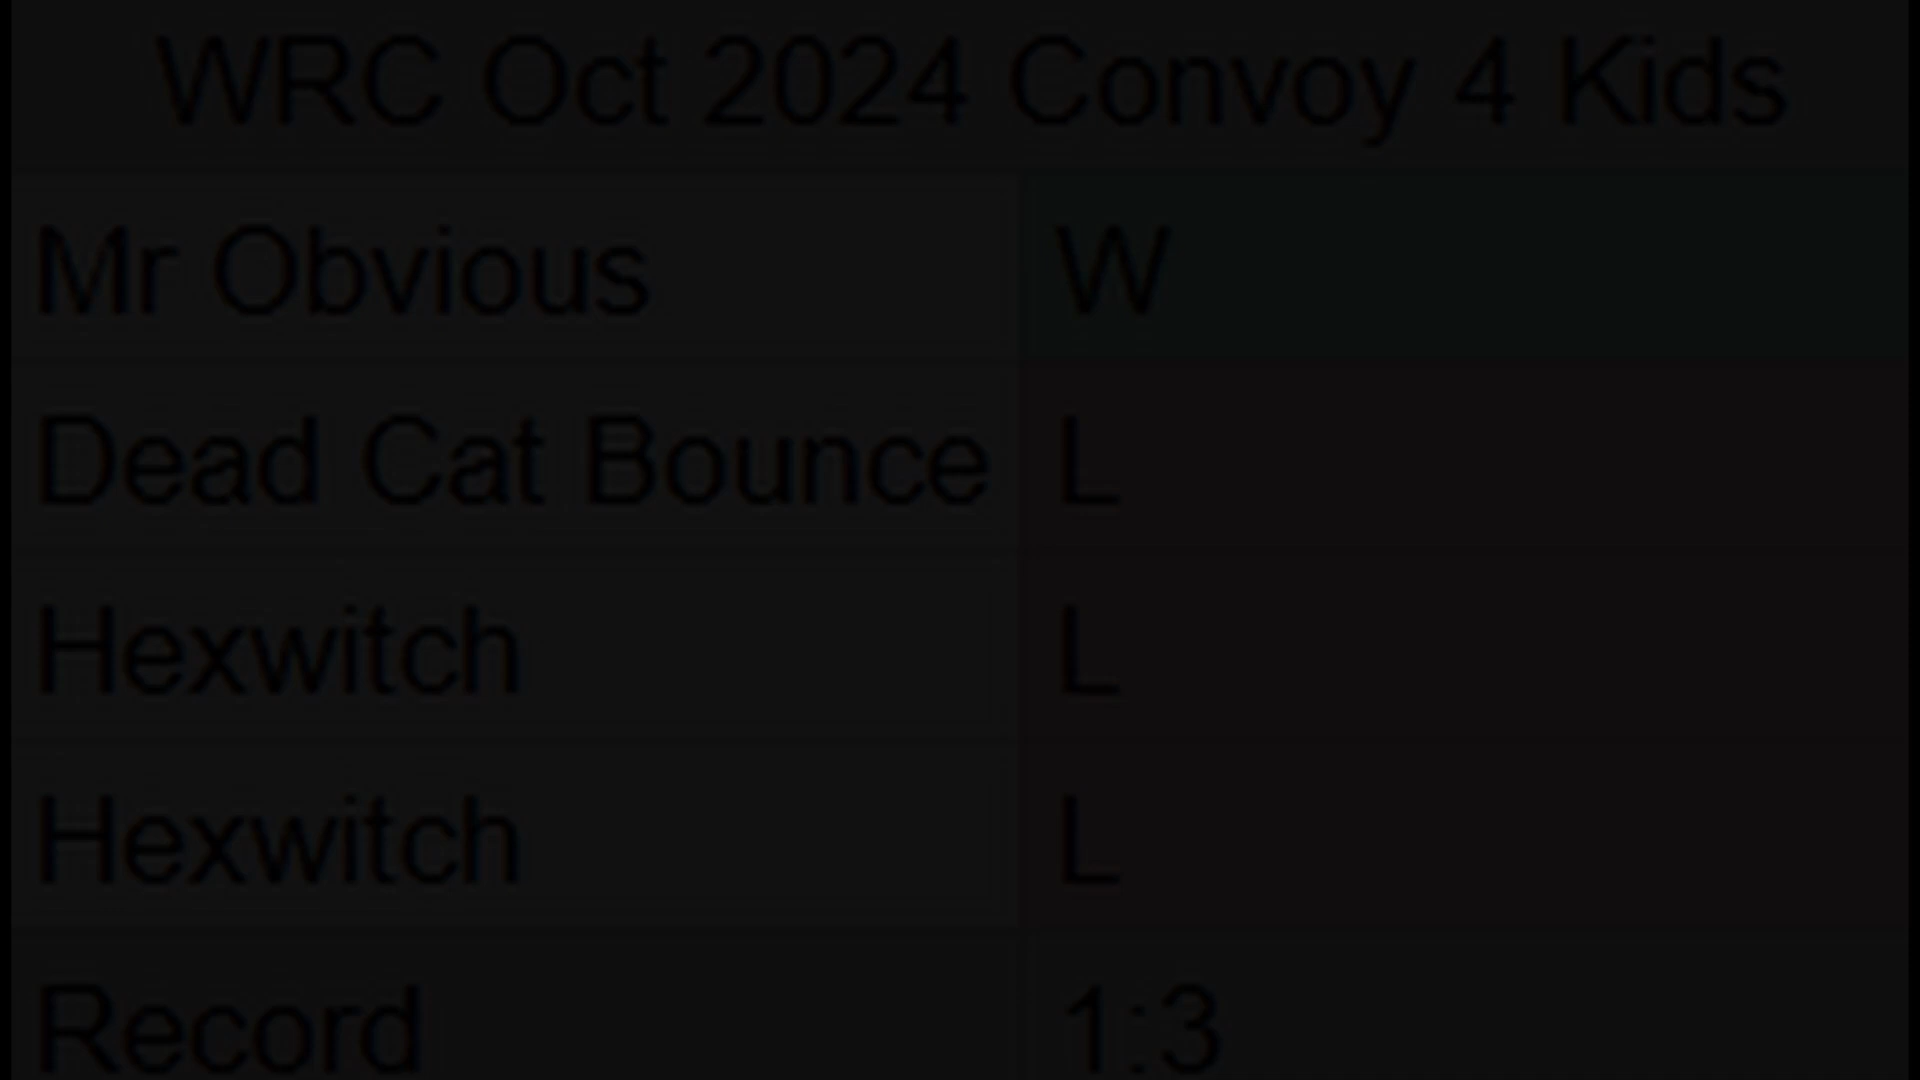 WRC Oct 2024 Convoy 4 Kids
Mr Obvious W
Dead Cat Bounce L
Hexwitch L
Hexwitch L
Record 1:3